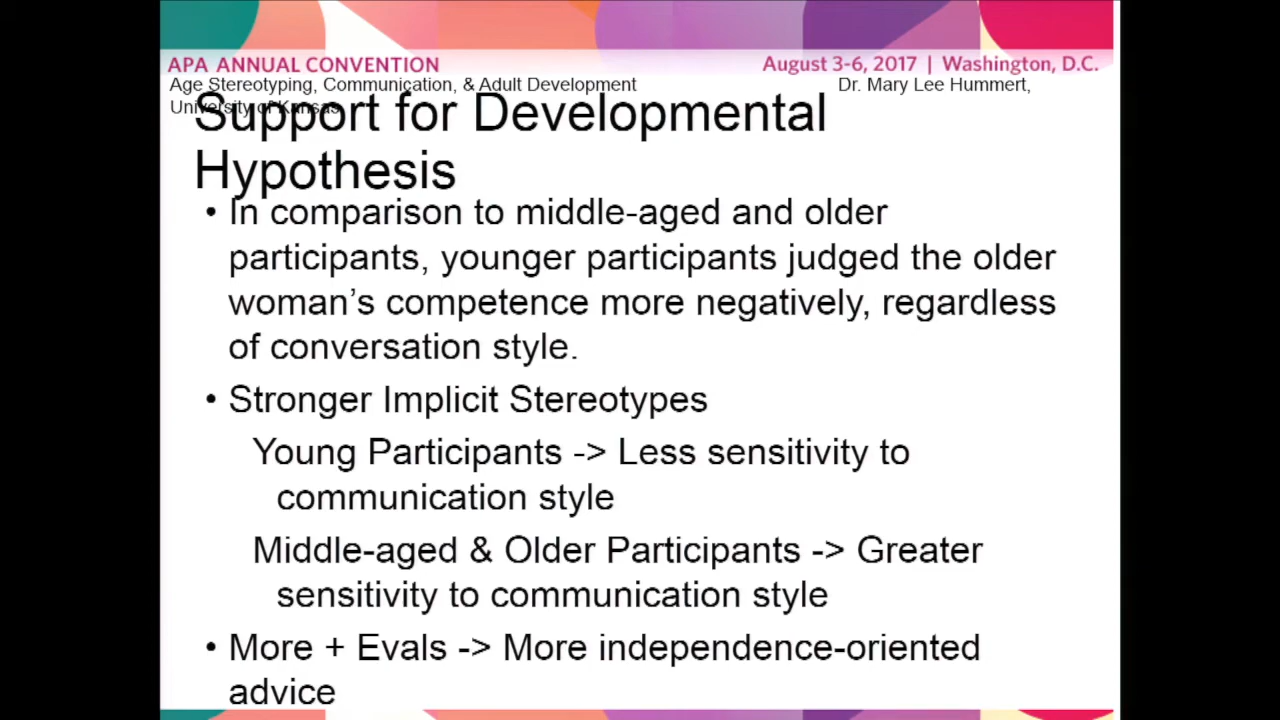 APA ANNUAL CONVENTION
August 3-6, 2017 | Washington, D.C.
Age Stereotyping, Communication, & Adult Development Dr. Mary Lee Hummert,
University of Kansas
Support for Developmental
Hypothesis
• In comparison to middle-aged and older
participants, younger participants judged the older
woman’s competence more negatively, regardless
of conversation style.
• Stronger Implicit Stereotypes
Young Participants -> Less sensitivity to
communication style
Middle-aged & Older Participants -> Greater
sensitivity to communication style
• More + Evals -> More independence-oriented
advice